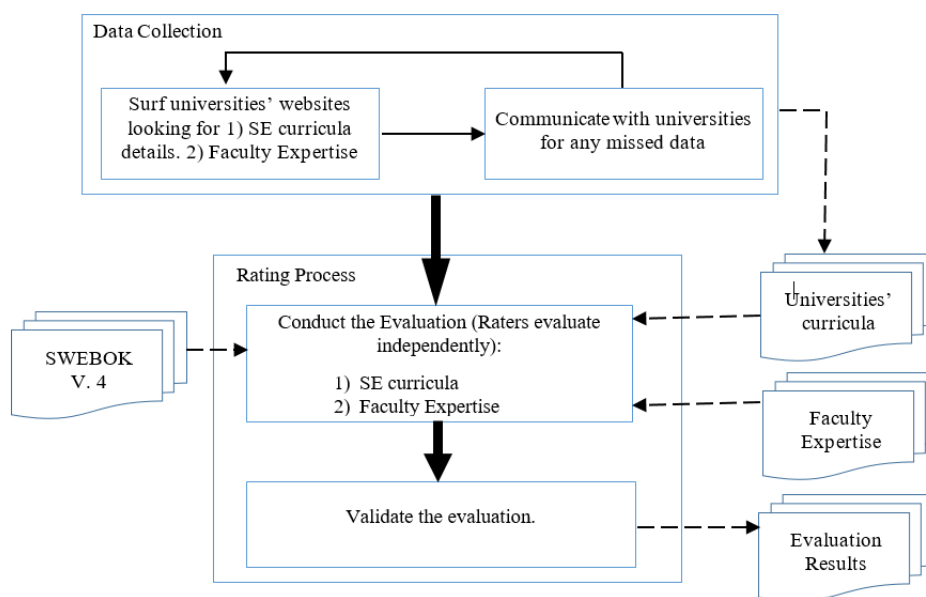 Data Collection
Surf universities’ websites
looking for 1) SE curricula
details. 2) Faculty Expertise
Communicate with universities
for any missed data
Rating Process
Conduct the Evaluation (Raters evaluate
independently):
1) SE curricula
2) Faculty Expertise
SWEBOK
V. 4
Universities’
curricula
Faculty
Expertise
Validate the evaluation.
Evaluation
Results